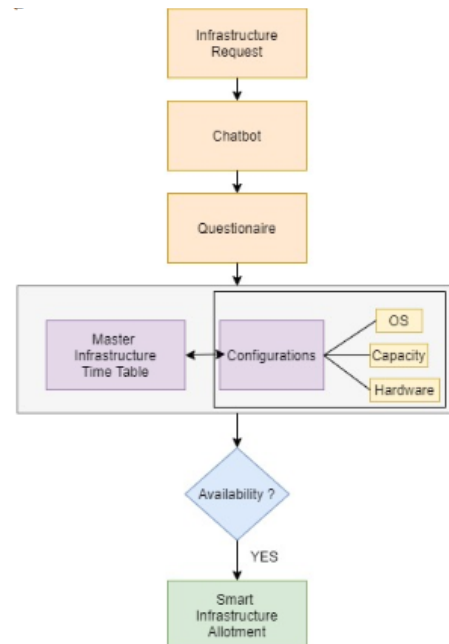 Infrastructure
Request
Chatbot
Questionaire
Master
Infrastructure
Time Table
Configurations
OS
Capacity
Hardware
Availability ?
YES
Smart
Infrastructure
Allotment